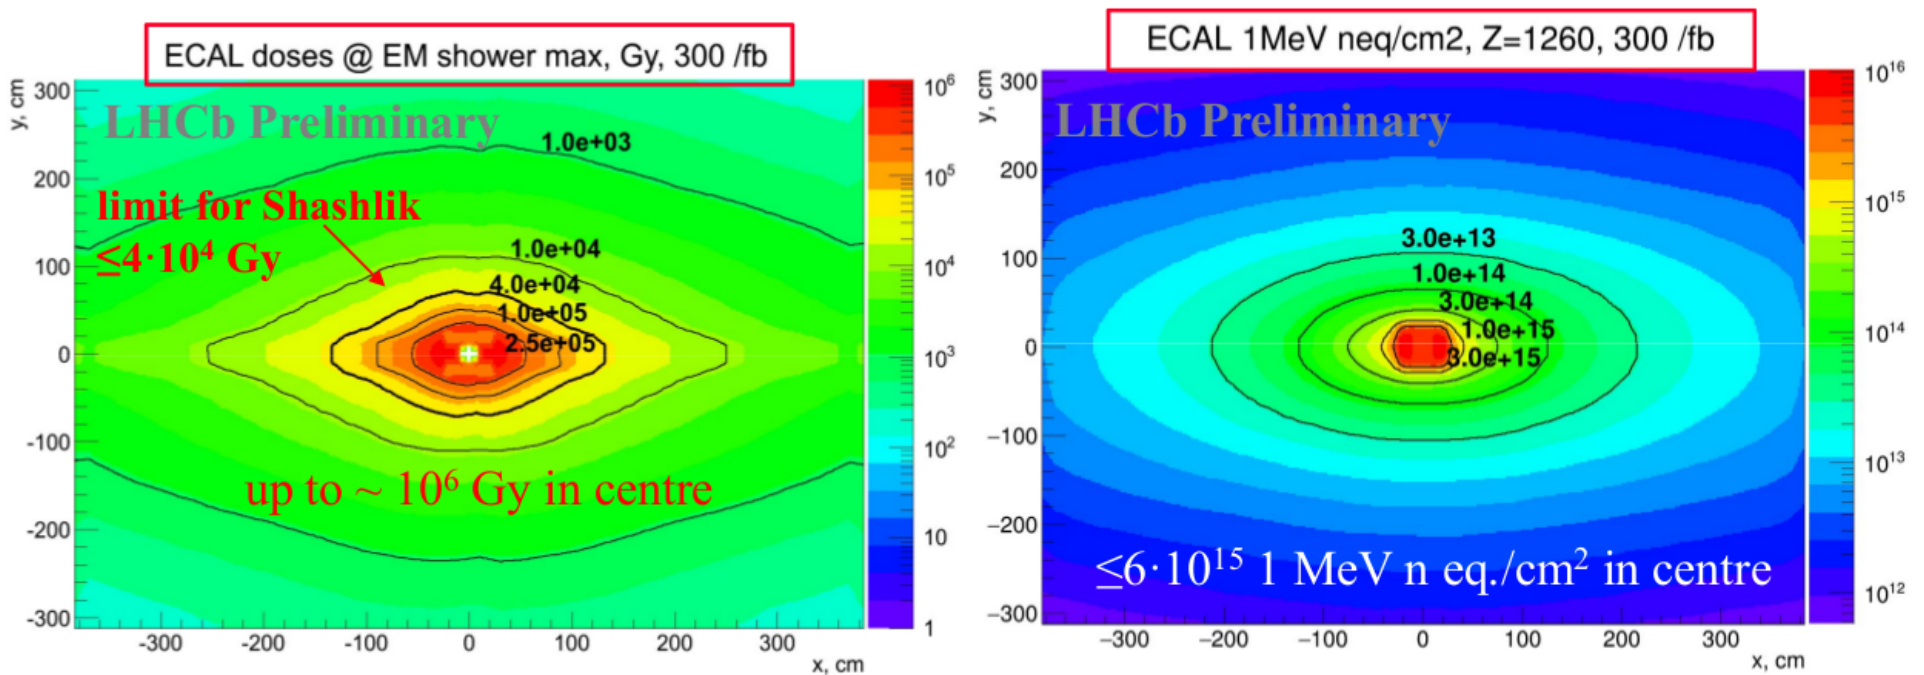 ECAL doses @ EM shower max, Gy, 300 /fb
y, cm
LHCb Preliminary
limit for Shashlik
≤4·10⁴ Gy
1.0e+03
1.0e+04
4.0e+04
1.0e+05
2.5e+05
up to ~ 10⁶ Gy in centre
300
200
100
0
-100
-200
-300
-300 -200 -100 0 100 200 300
x, cm
10⁶
10⁵
10⁴
10³
10²
10
1
ECAL 1MeV neq/cm2, Z=1260, 300 /fb
y, cm
LHCb Preliminary
3.0e+13
1.0e+14
3.0e+14
1.0e+15
3.0e+15
≤6·10¹⁵ 1 MeV n eq./cm² in centre
300
200
100
0
−100
−200
−300
−300 −200 −100 0 100 200 300
x, cm
10¹⁶
10¹⁵
10¹⁴
10¹³
10¹²